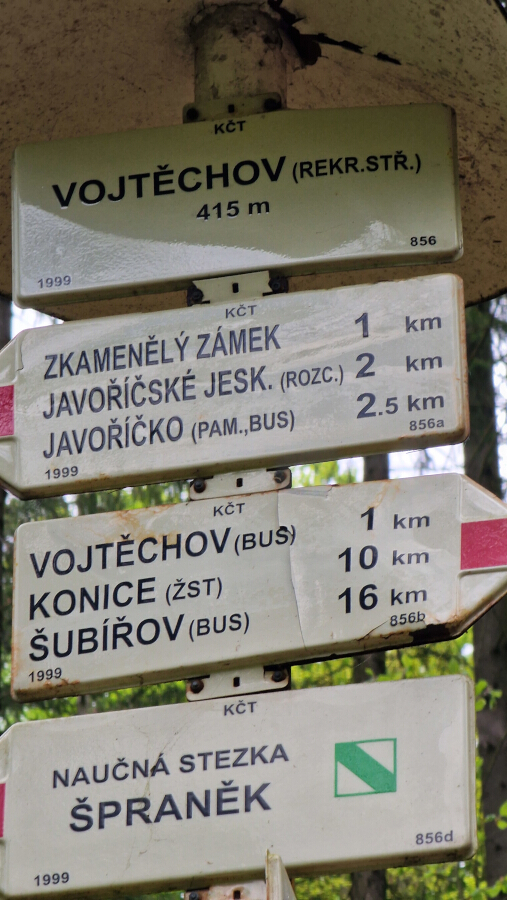 KČT
VOJTĚCHOV (REKR.STŘ.)
415 m
1999 856
KČT
ZKAMENĚLÝ ZÁMEK 1 km
JAVOŘÍČSKÉ JESK. (ROZC.) 2 km
JAVOŘÍČKO (PAM.,BUS) 2.5 km
1999 856a
KČT
VOJTĚCHOV (BUS) 1 km
KONICE (ŽST) 10 km
ŠUBÍŘOV (BUS) 16 km
1999 856b
KČT
NAUČNÁ STEZKA
ŠPRANĚK
1999 856d